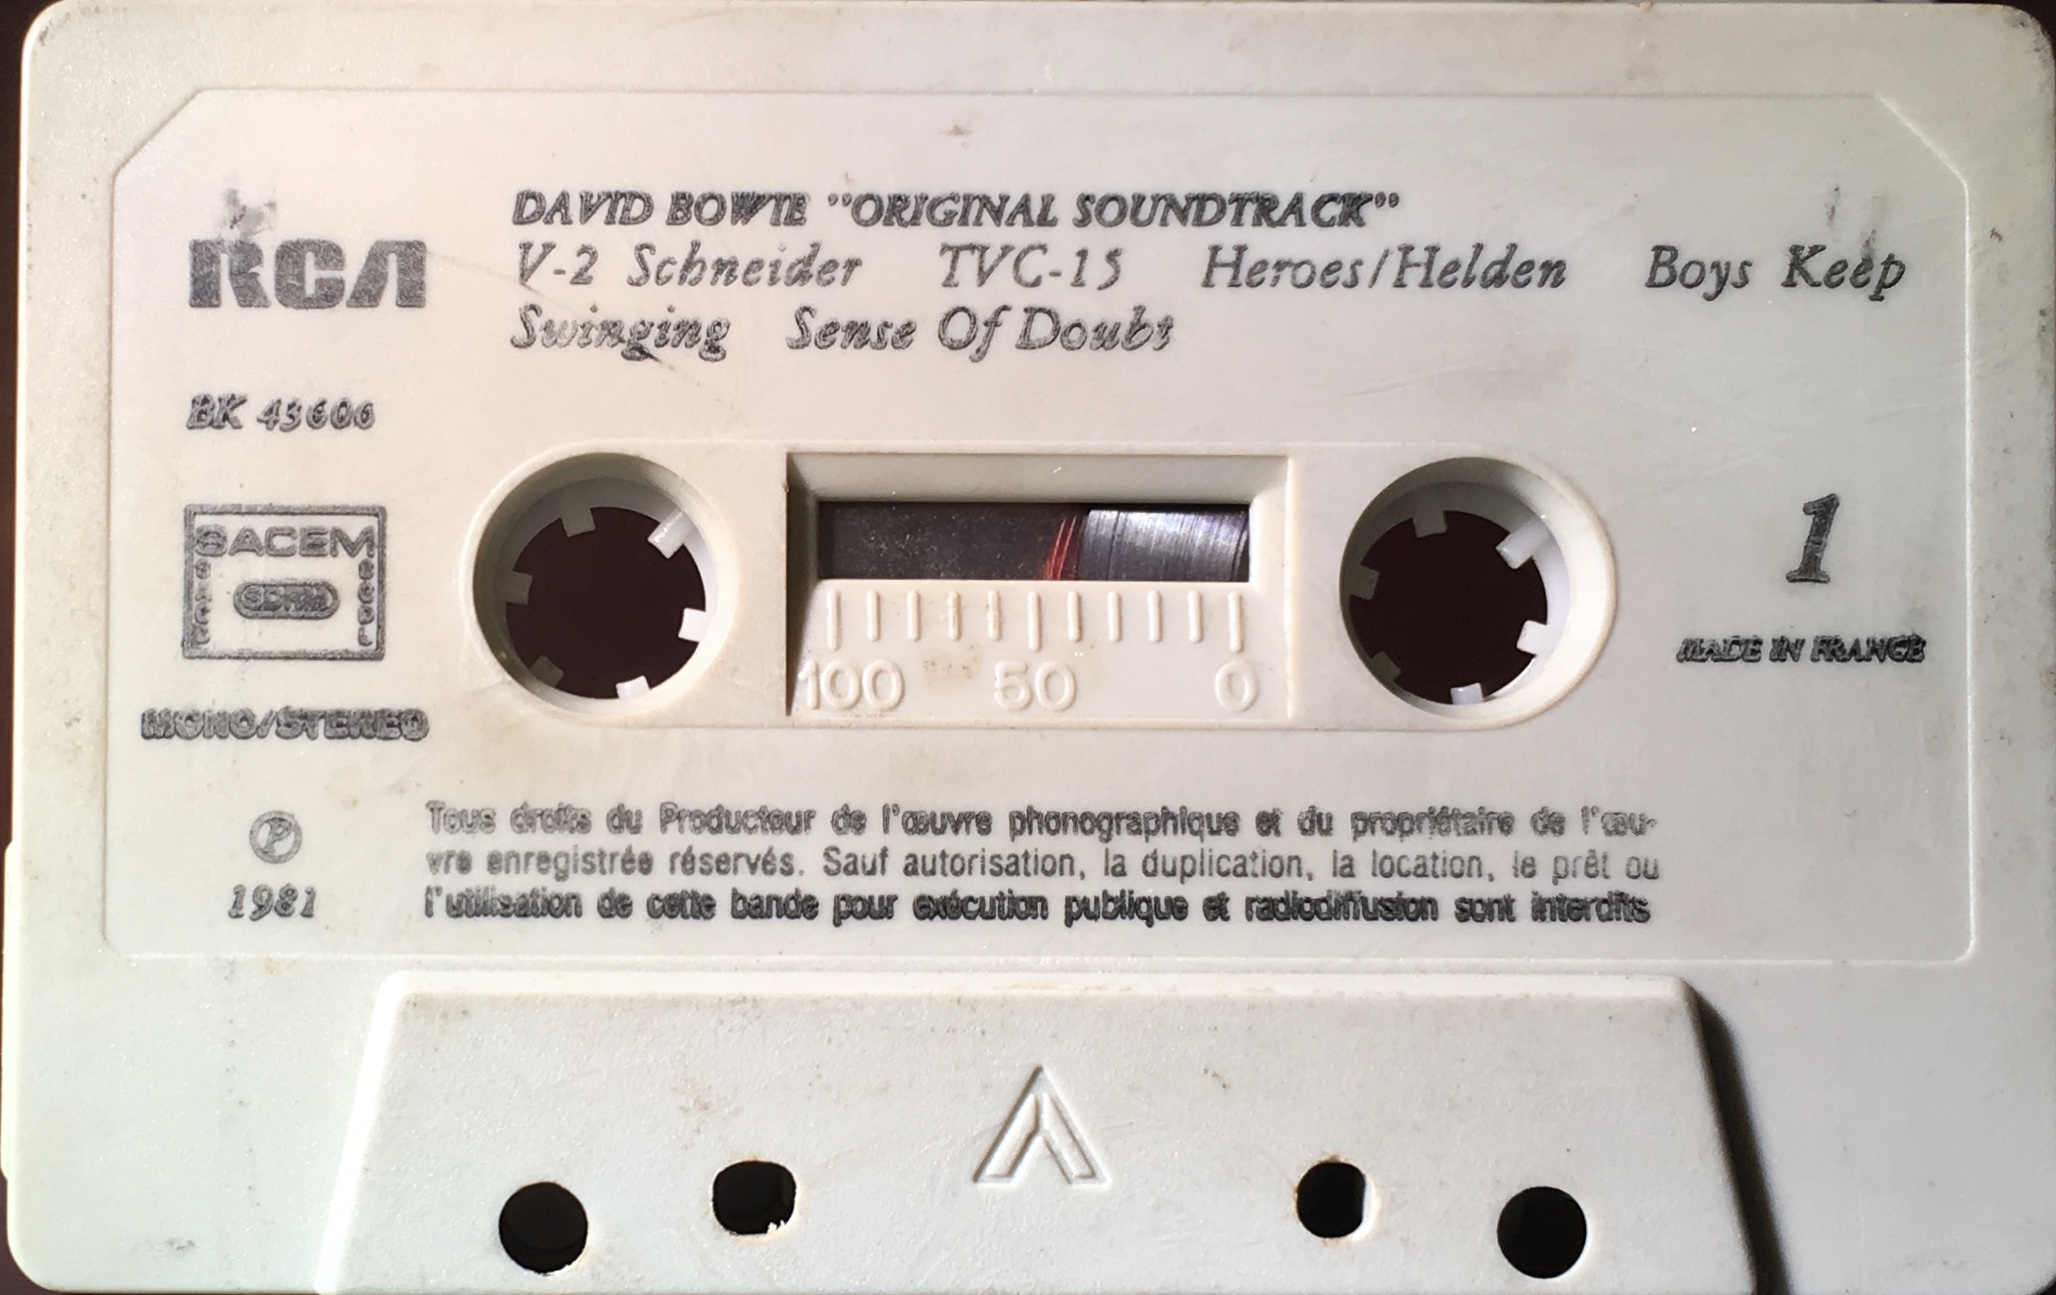 DAVID BOWIE "ORIGINAL SOUNDTRACK"
V-2 Schneider TVC-15 Heroes/Helden Boys Keep
Swinging Sense Of Doubt
RCA
BK 43606
SACEM
SACD
SDRM
SGDL
MONO/STEREO
1
MADE IN FRANCE
100 50 0
Ⓟ
1981
Tous droits du Producteur de l'œuvre phonographique et du propriétaire de l'œu-
vre enregistrée réservés. Sauf autorisation, la duplication, la location, le prêt ou
l'utilisation de cette bande pour exécution publique et radiodiffusion sont interdits